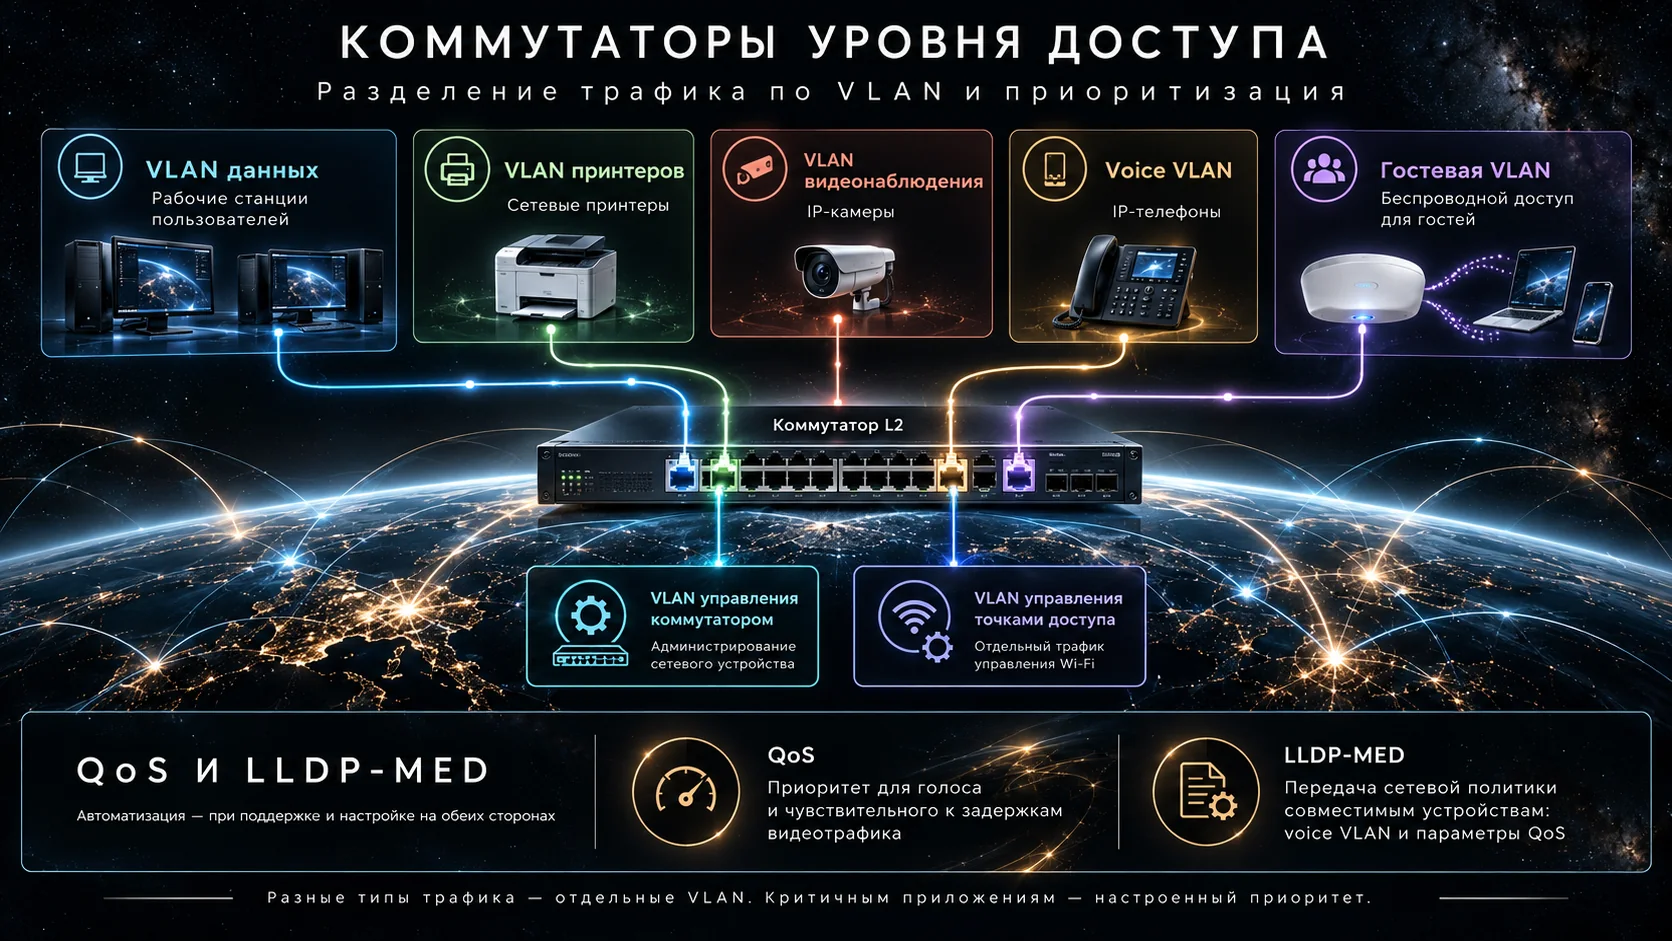 КОММУТАТОРЫ УРОВНЯ ДОСТУПА
Разделение трафика по VLAN и приоритизация
VLAN данных
Рабочие станции
пользователей
VLAN принтеров
Сетевые принтеры
VLAN
видеонаблюдения
IP-камеры
Voice VLAN
IP-телефоны
Гостевая VLAN
Беспроводной доступ
для гостей
Коммутатор L2
VLAN управления
коммутатором
Администрирование
сетевого устройства
VLAN управления
точками доступа
Отдельный трафик
управления Wi-Fi
QoS И LLDP-MED
Автоматизация — при поддержке и настройке на обеих сторонах
QoS
Приоритет для голоса
и чувствительного к задержкам
видеотрафика
LLDP-MED
Передача сетевой политики
совместимым устройствам:
voice VLAN и параметры QoS
Разные типы трафика — отдельные VLAN. Критичным приложениям — настроенный приоритет.